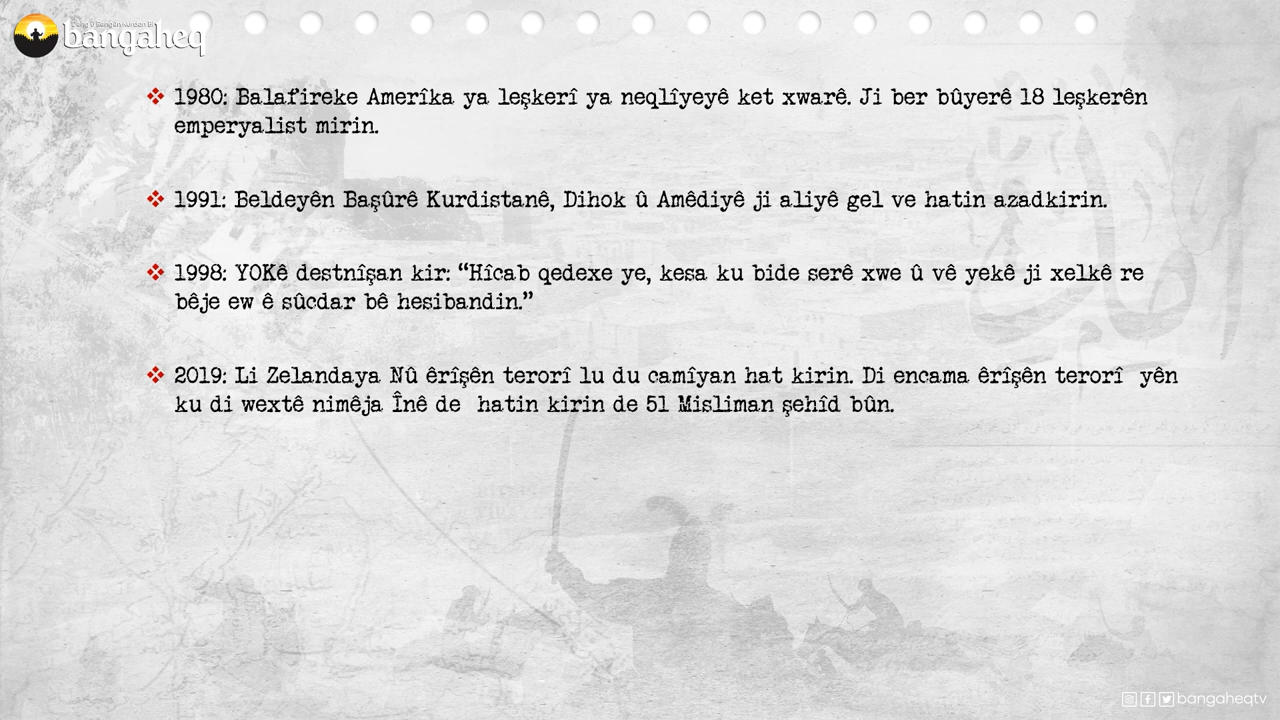 bangaheq
1980: Balafireke Amerîka ya leşkerî ya neqlîyeyê ket xwarê. Ji ber bûyerê 18 leşkerên
emperyalist mirin.
1991: Beldeyên Başûrê Kurdistanê, Dihok û Amêdiyê ji aliyê gel ve hatin azadkirin.
1998: YOKê destnîşan kir: “Hîcab qedexe ye, kesa ku bide serê xwe û vê yekê ji xelkê re
bêje ew ê sûcdar bê hesibandin.”
2019: Li Zelandaya Nû êrîşên terorî lu du camîyan hat kirin. Di encama êrîşên terorî  yên
ku di wextê nimêja Înê de  hatin kirin de 51 Misliman şehîd bûn.
bangaheqtv